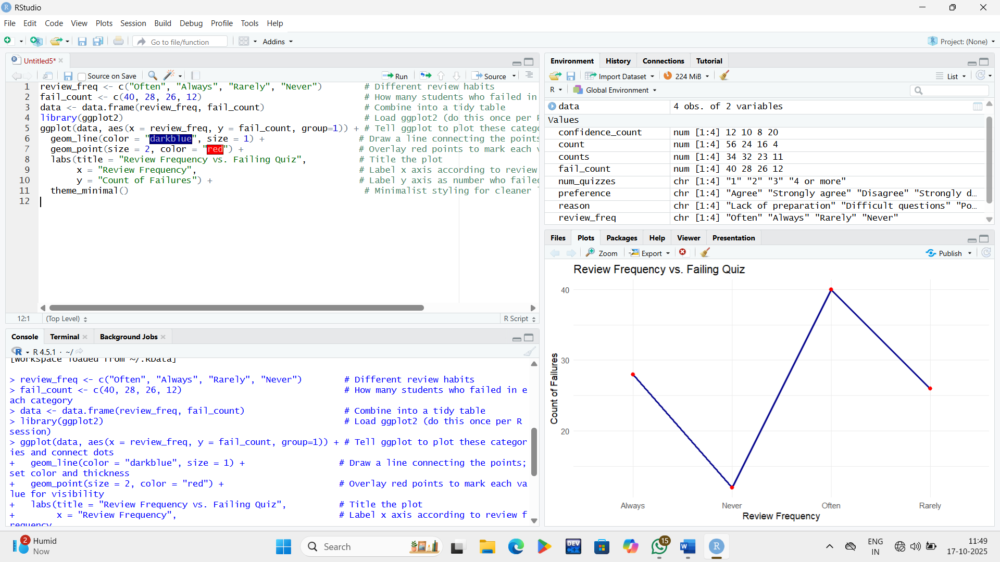 RStudio
File Edit Code View Plots Session Build Debug Profile Tools Help
Go to file/function Addins Project: (None)
Untitled5*
Source on Save Run Source
1 review_freq <- c("Often", "Always", "Rarely", "Never") # Different review habits
2 fail_count <- c(40, 28, 26, 12) # How many students who failed in
3 data <- data.frame(review_freq, fail_count) # Combine into a tidy table
4 library(ggplot2) # Load ggplot2 (do this once per
5 ggplot(data, aes(x = review_freq, y = fail_count, group=1)) + # Tell ggplot to plot these catego
6 geom_line(color = "darkblue", size = 1) + # Draw a line connecting the points
7 geom_point(size = 2, color = "red") + # Overlay red points to mark each
8 labs(title = "Review Frequency vs. Failing Quiz", # Title the plot
9 x = "Review Frequency", # Label x axis according to review
10 y = "Count of Failures") + # Label y axis as number who faile
11 theme_minimal() # Minimalist styling for cleaner
12
12:1 (Top Level) R Script
Console Terminal Background Jobs
R 4.5.1 · ~/
[Workspace loaded from ~/.RData]
> review_freq <- c("Often", "Always", "Rarely", "Never") # Different review habits
> fail_count <- c(40, 28, 26, 12) # How many students who failed in e
ach category
> data <- data.frame(review_freq, fail_count) # Combine into a tidy table
> library(ggplot2) # Load ggplot2 (do this once per R
session)
> ggplot(data, aes(x = review_freq, y = fail_count, group=1)) + # Tell ggplot to plot these categor
ies and connect dots
+ geom_line(color = "darkblue", size = 1) + # Draw a line connecting the points;
set color and thickness
+ geom_point(size = 2, color = "red") + # Overlay red points to mark each va
lue for visibility
+ labs(title = "Review Frequency vs. Failing Quiz", # Title the plot
+ x = "Review Frequency", # Label x axis according to review f
requency
Environment History Connections Tutorial
Import Dataset 224 MiB List
R Global Environment
data 4 obs. of 2 variables
Values
confidence_count num [1:4] 12 10 8 20
count num [1:4] 56 24 16 4
counts num [1:4] 34 32 23 11
fail_count num [1:4] 40 28 26 12
num_quizzes chr [1:4] "1" "2" "3" "4 or more"
preference chr [1:4] "Agree" "Strongly agree" "Disagree" "Strongly d...
reason chr [1:4] "Lack of preparation" "Difficult questions" "Po...
review_freq chr [1:4] "Often" "Always" "Rarely" "Never"
Files Plots Packages Help Viewer Presentation
Zoom Export Publish
Review Frequency vs. Failing Quiz
40
30
20
Count of Failures
Always Never Often Rarely
Review Frequency
2 Humid
Now
Search
DEV C++
15
W
R
ENG
IN
11:49
17-10-2025